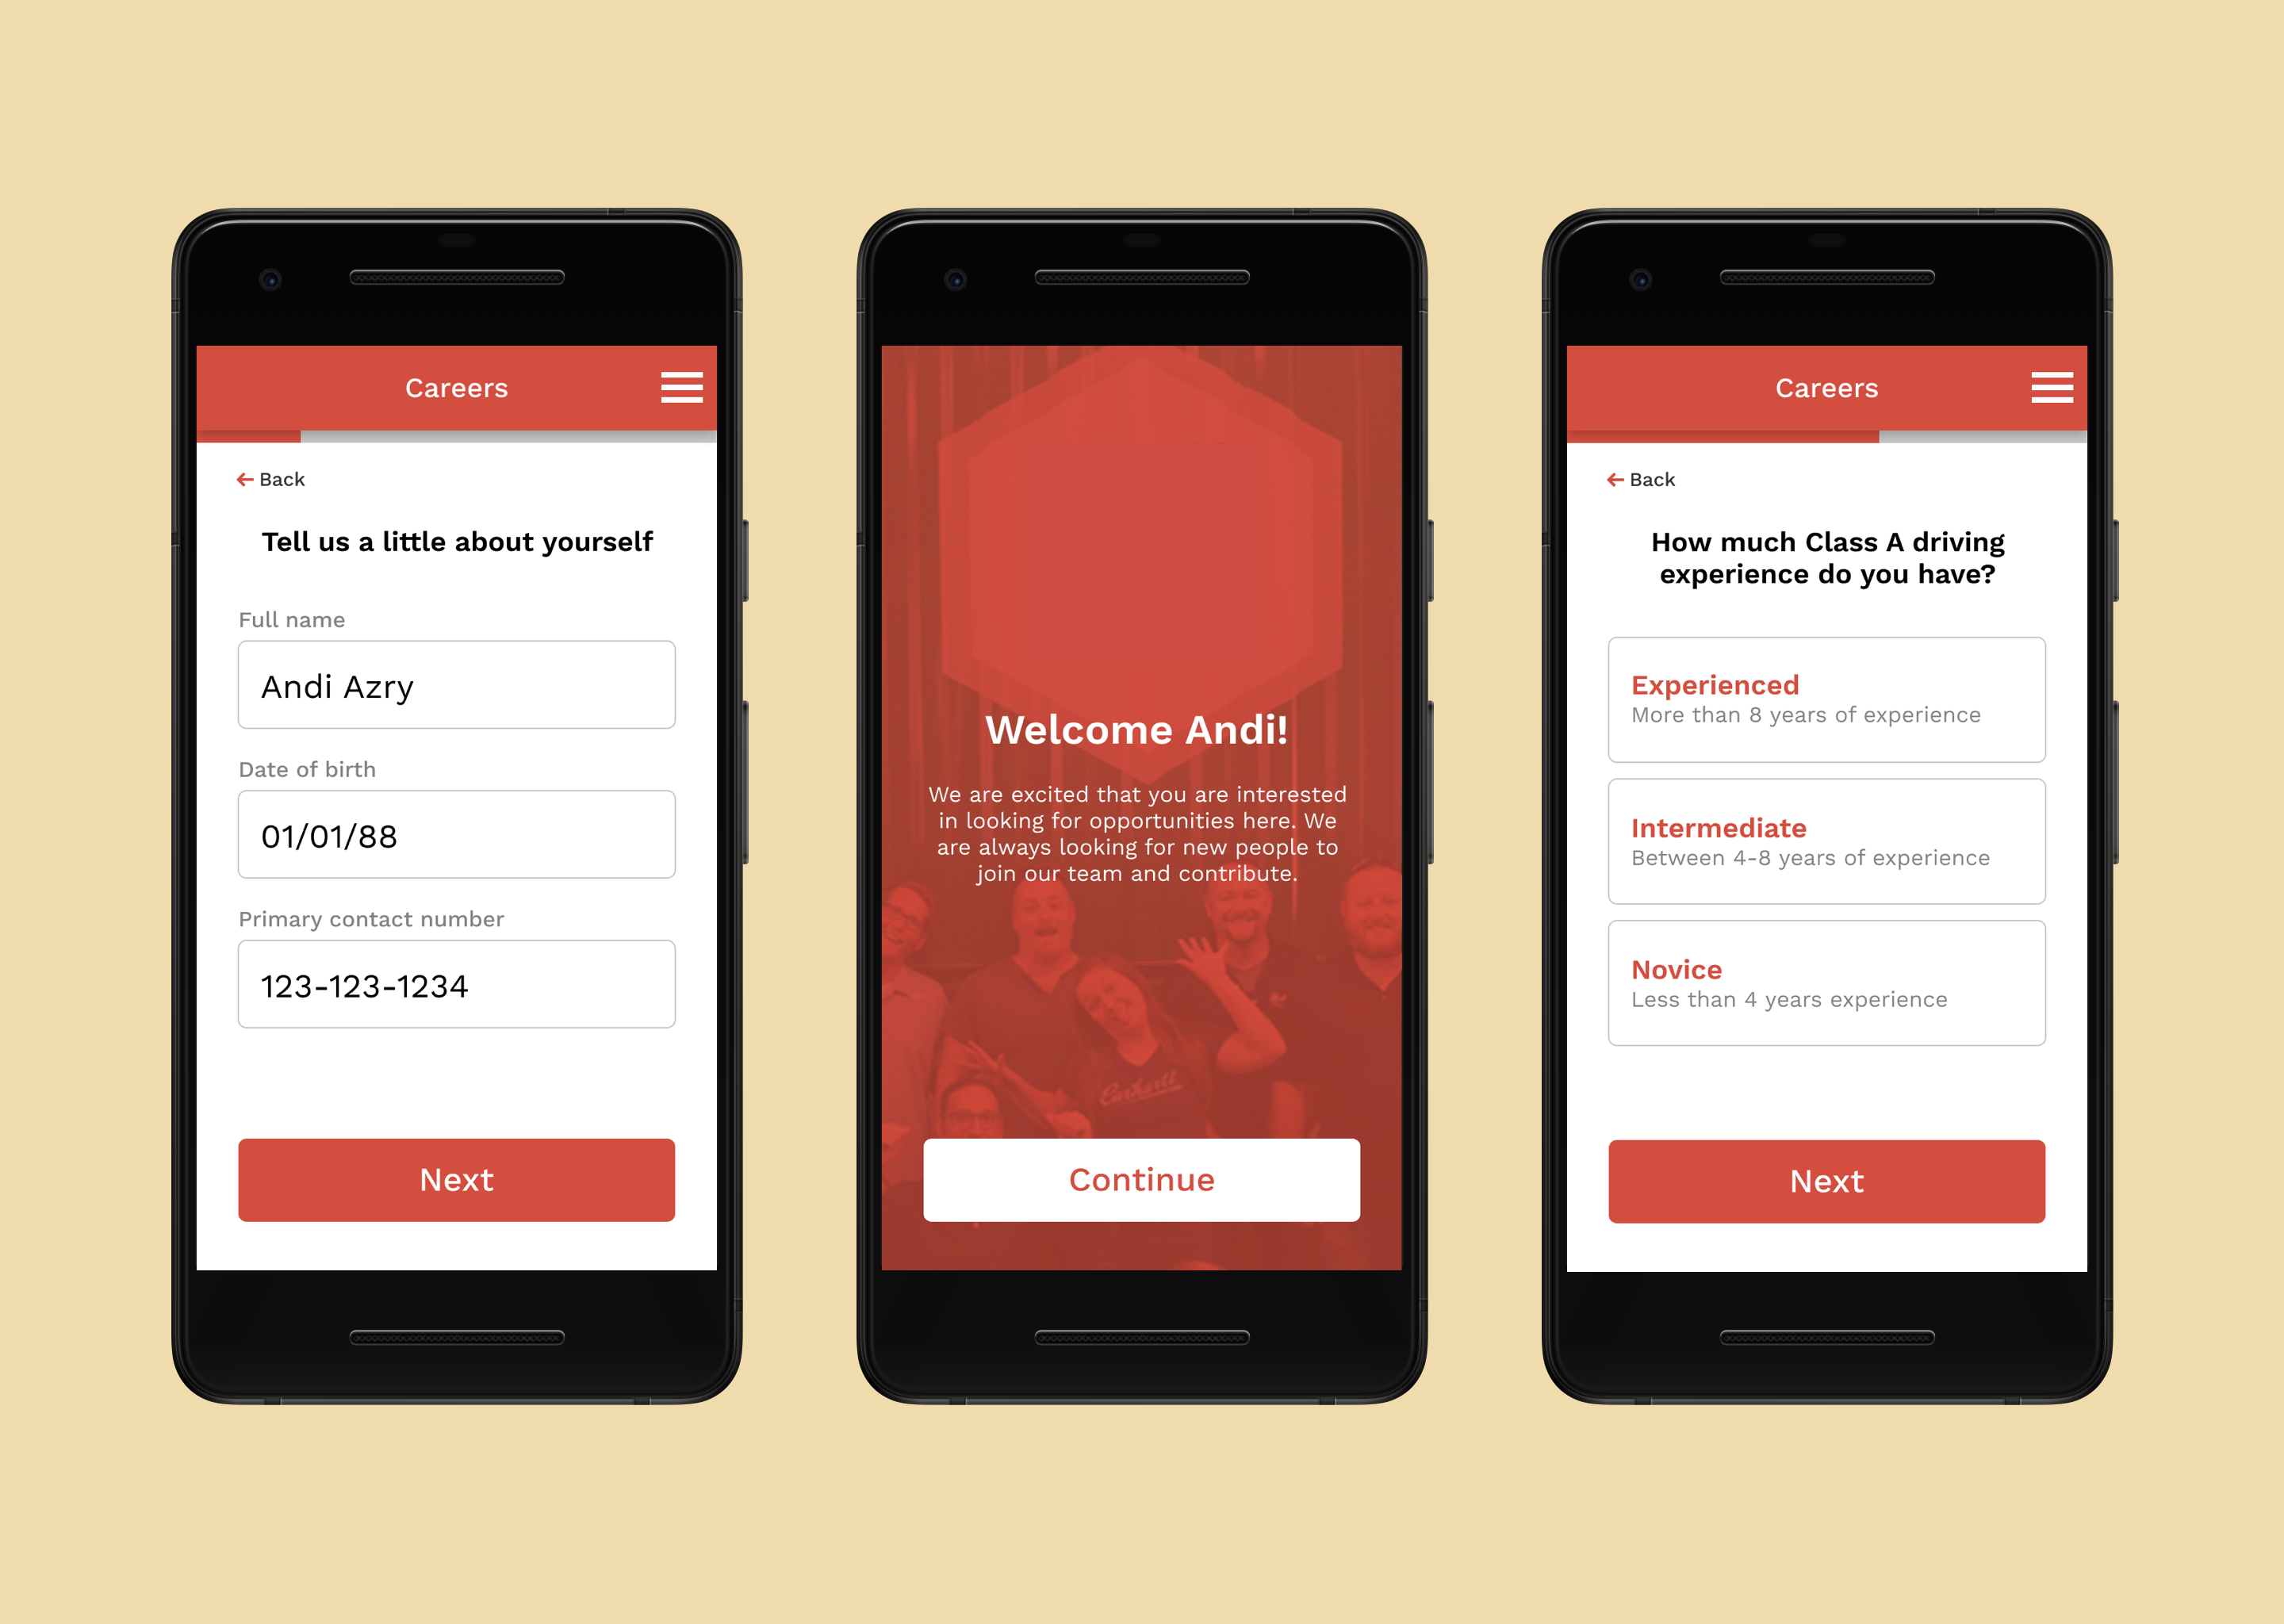 Careers
Back
Tell us a little about yourself
Full name
Andi Azry
Date of birth
01/01/88
Primary contact number
123-123-1234
Next
Welcome Andi!
We are excited that you are interested
in looking for opportunities here. We
are always looking for new people to
join our team and contribute.
Carhartt
Continue
Careers
Back
How much Class A driving
experience do you have?
Experienced
More than 8 years of experience
Intermediate
Between 4-8 years of experience
Novice
Less than 4 years experience
Next